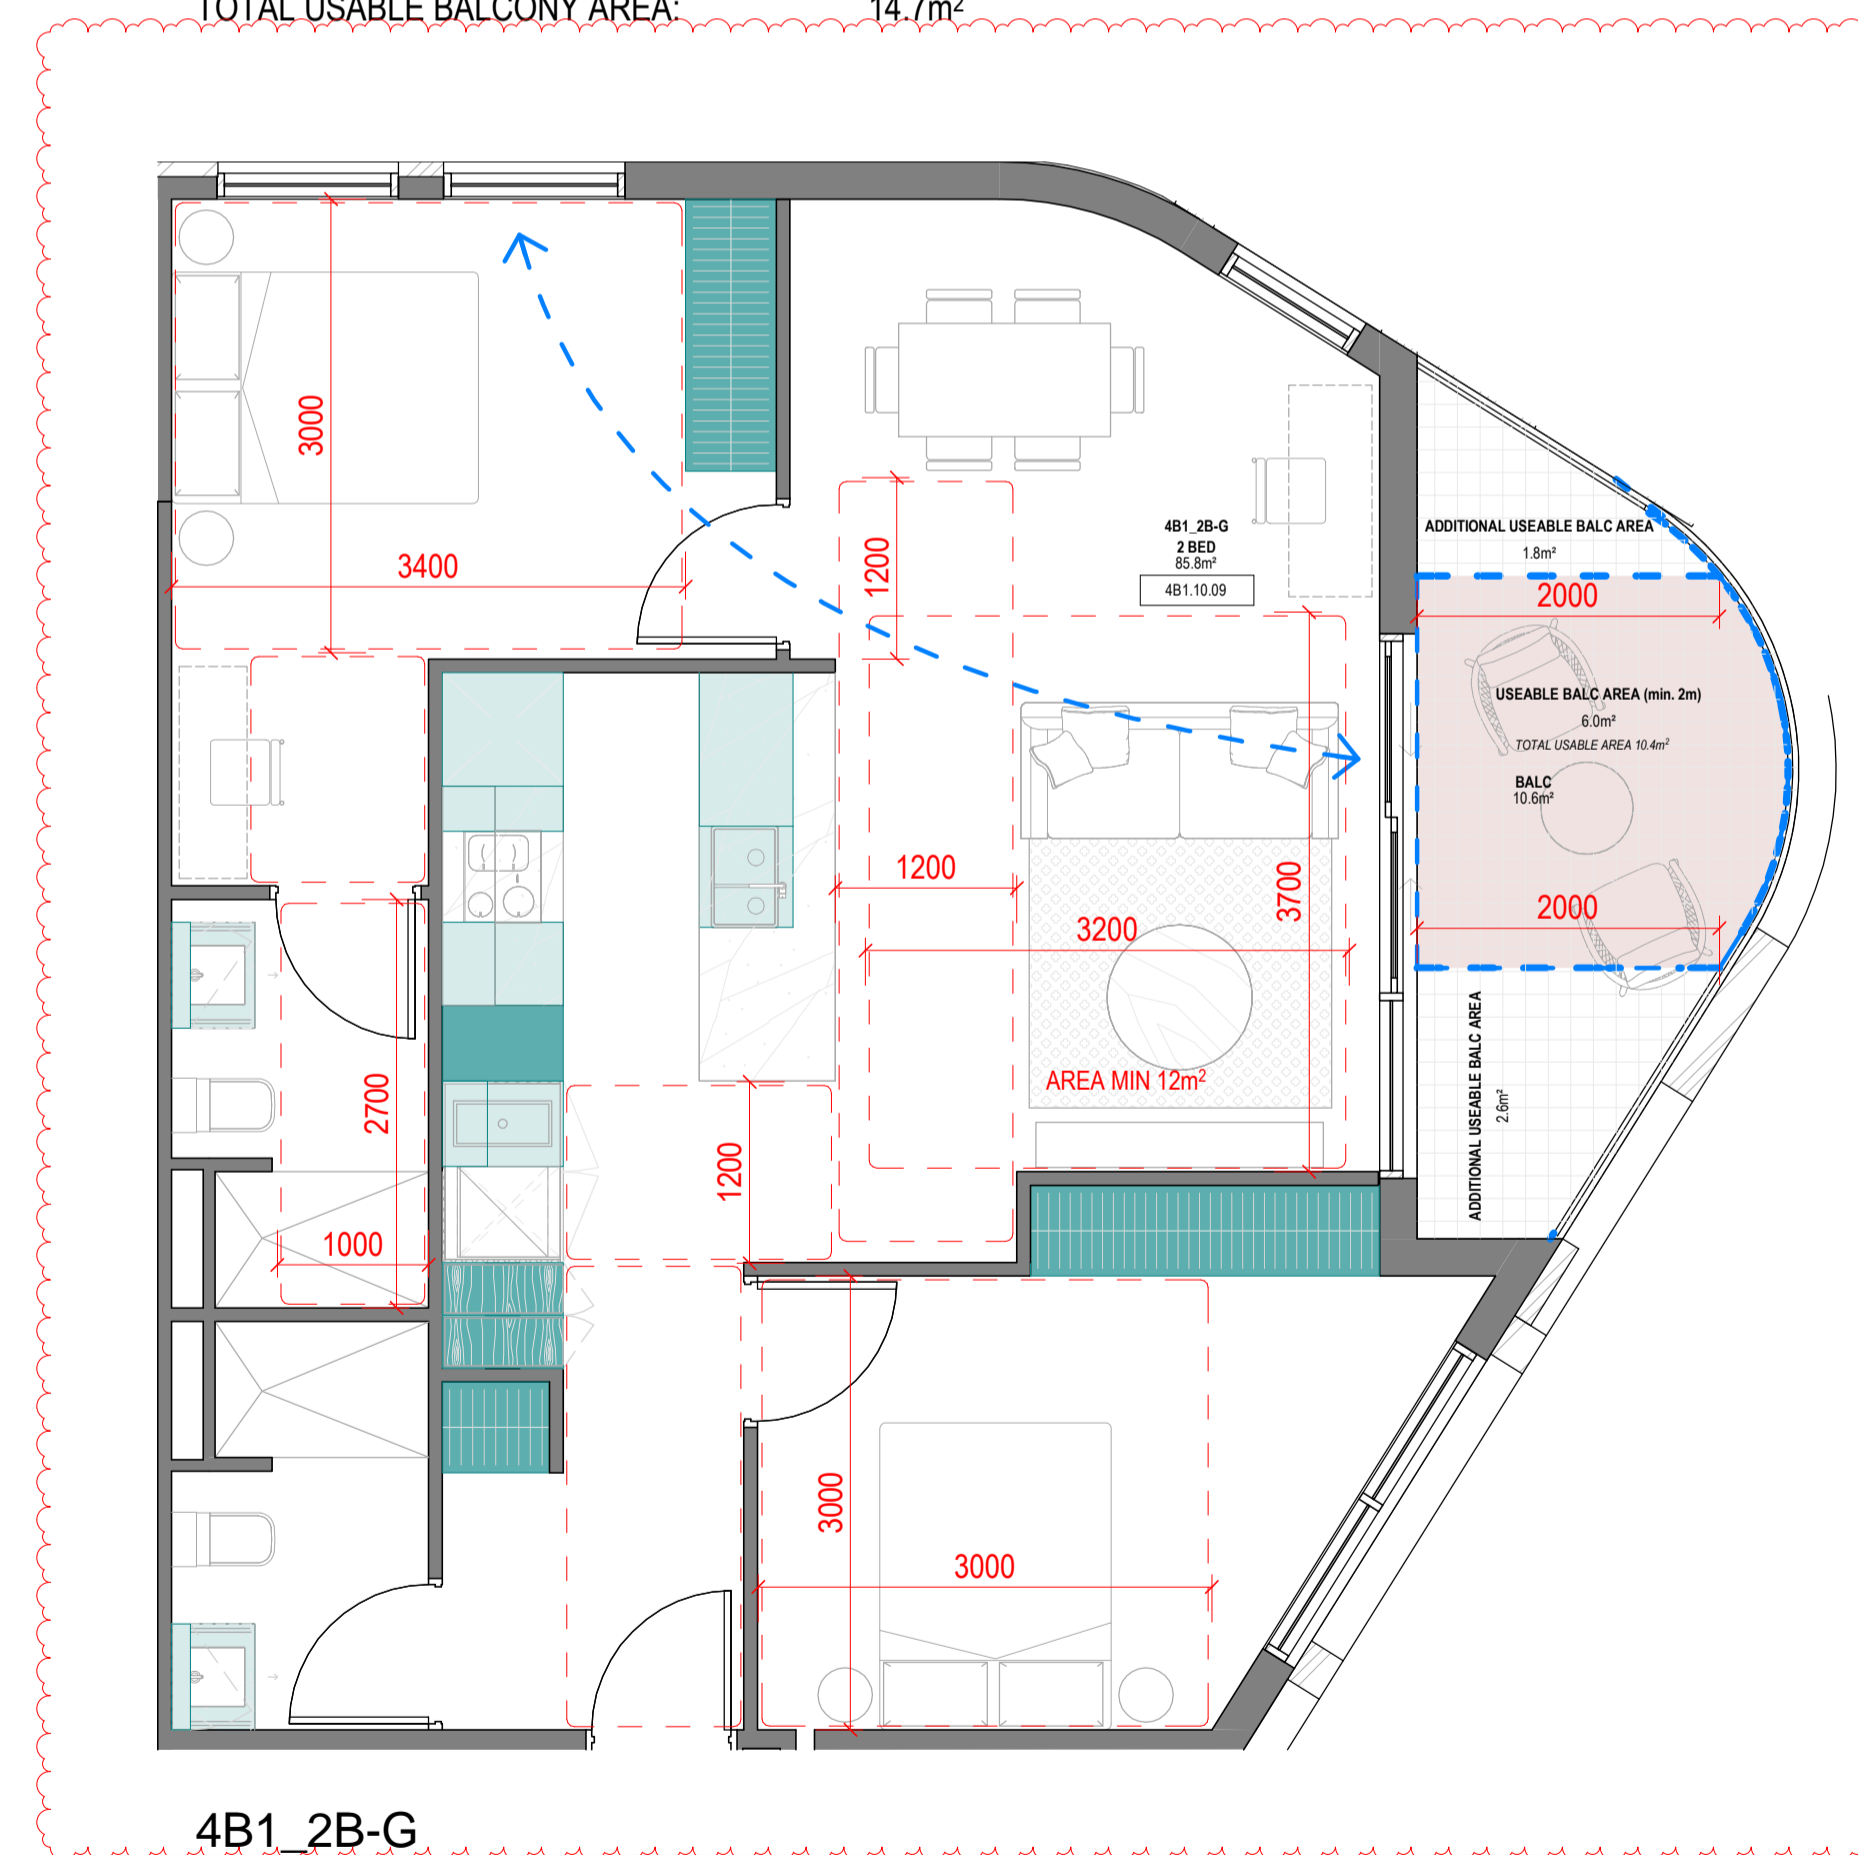 TOTAL USABLE BALCONY AREA: 14.7m²
3000
3400
1200
4B1_2B-G
2 BED
85.8m²
4B1.10.09
ADDITIONAL USEABLE BALC AREA
1.8m²
2000
USEABLE BALC AREA (min. 2m)
6.0m²
TOTAL USABLE AREA 10.4m²
BALC
10.6m²
2000
1200
3200
3700
AREA MIN 12m²
ADDITIONAL USEABLE BALC AREA
2.6m²
2700
1200
1000
3000
3000
4B1_2B-G